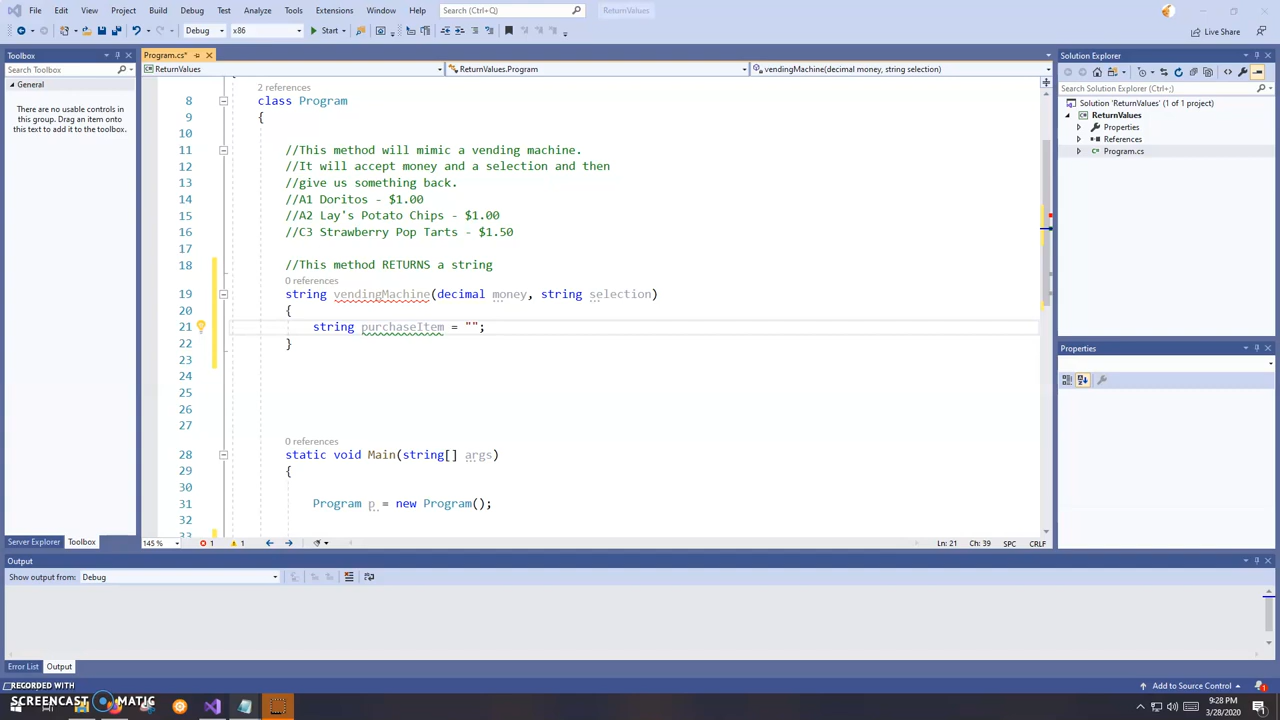 File Edit View Project Build Debug Test Analyze Tools Extensions Window Help Search (Ctrl+Q) ReturnValues
Debug x86 Start Live Share
Toolbox
Search Toolbox
General
There are no usable controls in
this group. Drag an item onto
this text to add it to the toolbox.
Server Explorer Toolbox
Program.cs*
ReturnValues ReturnValues.Program vendingMachine(decimal money, string selection)
2 references
8 class Program
9 {
10
11 //This method will mimic a vending machine.
12 //It will accept money and a selection and then
13 //give us something back.
14 //A1 Doritos - $1.00
15 //A2 Lay's Potato Chips - $1.00
16 //C3 Strawberry Pop Tarts - $1.50
17
18 //This method RETURNS a string
0 references
19 string vendingMachine(decimal money, string selection)
20 {
21 string purchaseItem = "";
22 }
23
24
25
26
27
0 references
28 static void Main(string[] args)
29 {
30
31 Program p = new Program();
32
33
145 % 1 1 Ln: 21 Ch: 39 SPC CRLF
Solution Explorer
Search Solution Explorer (Ctrl+;)
Solution 'ReturnValues' (1 of 1 project)
ReturnValues
Properties
References
C# Program.cs
Properties
Output
Show output from: Debug
Error List Output
RECORDED WITH
SCREENCAST MATIC
Add to Source Control 1
9:28 PM
3/28/2020
1